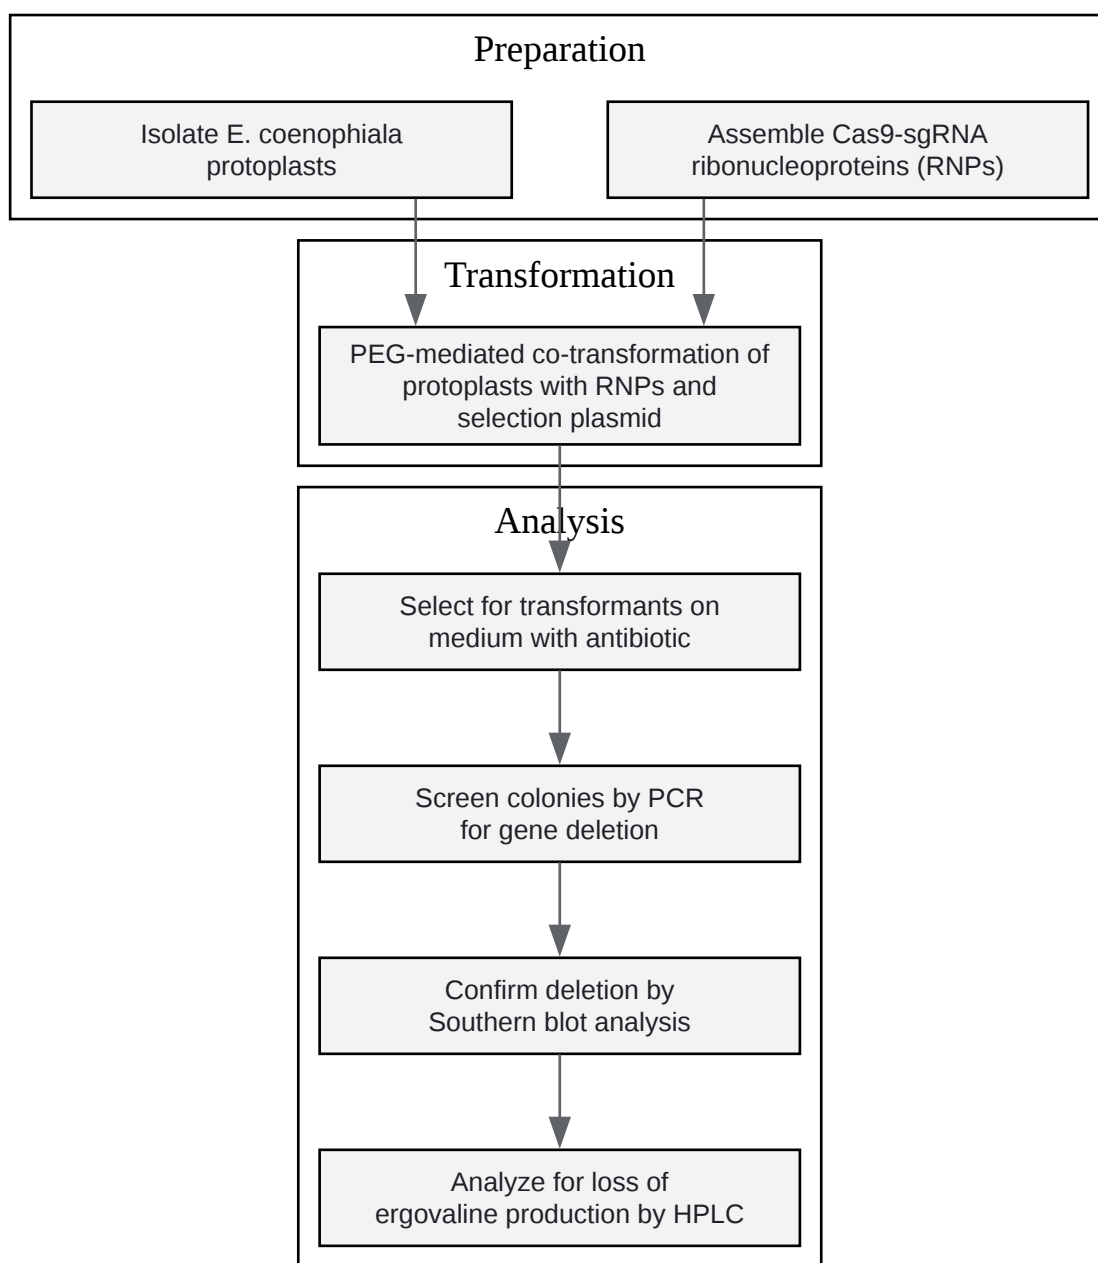 Preparation
Isolate E. coenophiala
protoplasts
Assemble Cas9-sgRNA
ribonucleoproteins (RNPs)
Transformation
PEG-mediated co-transformation of
protoplasts with RNPs and
selection plasmid
Analysis
Select for transformants on
medium with antibiotic
Screen colonies by PCR
for gene deletion
Confirm deletion by
Southern blot analysis
Analyze for loss of
ergovaline production by HPLC